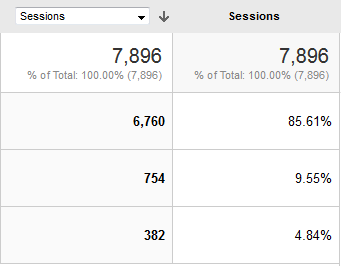 Sessions Sessions
7,896 7,896
% of Total: 100.00% (7,896) % of Total: 100.00% (7,896)
6,760 85.61%
754 9.55%
382 4.84%